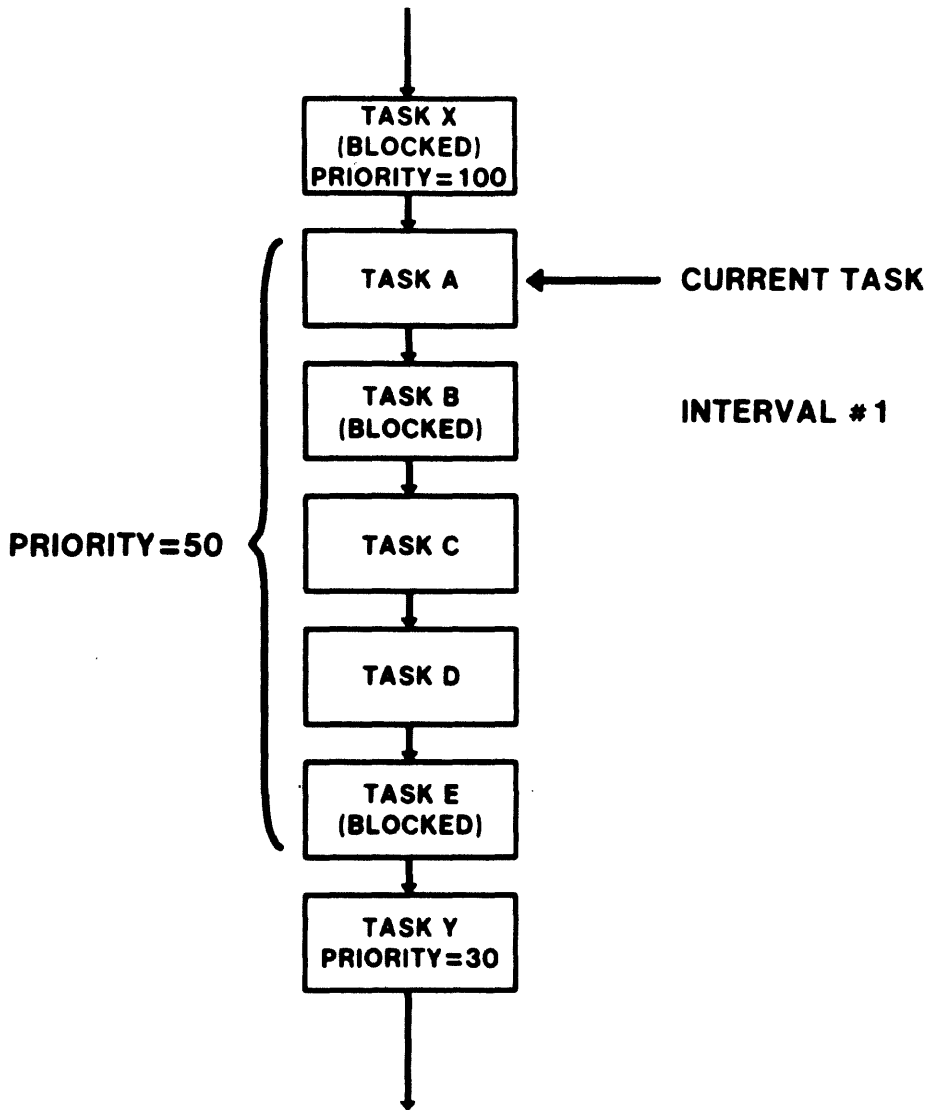 TASK X
(BLOCKED)
PRIORITY=100
TASK A
CURRENT TASK
TASK B
(BLOCKED)
INTERVAL #1
PRIORITY=50
TASK C
TASK D
TASK E
(BLOCKED)
TASK Y
PRIORITY=30